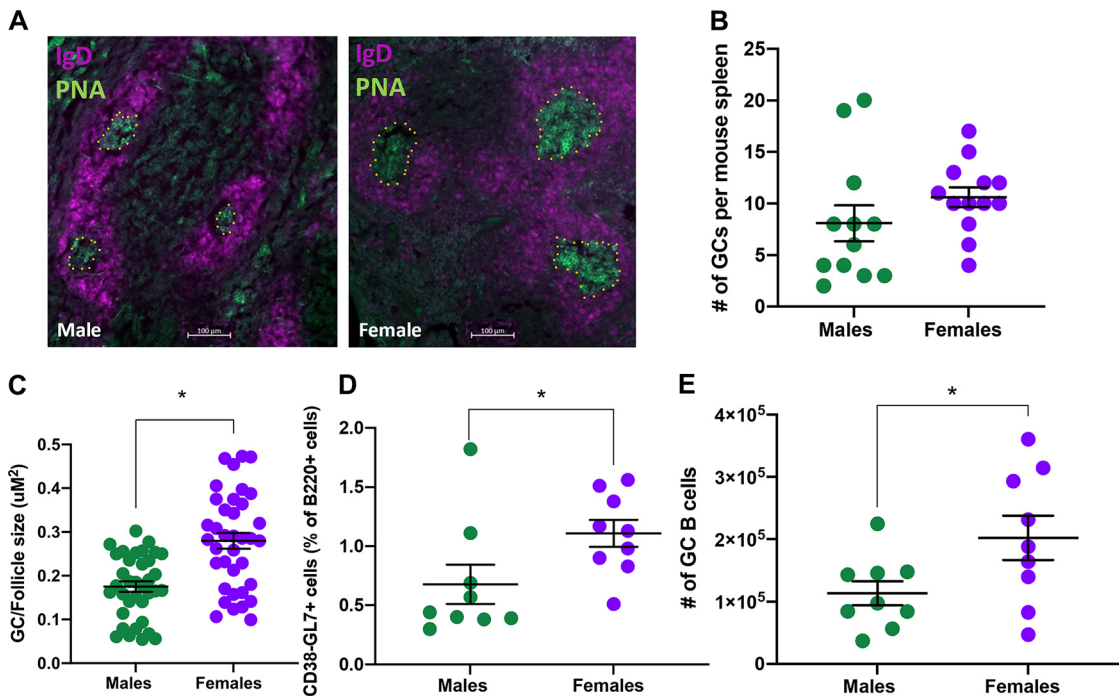 A
IgD
PNA
Male
100 µm
IgD
PNA
Female
100 µm
B
# of GCs per mouse spleen
25
20
15
10
5
0
Males
Females
C
GC/Follicle size (uM²)
*
0.5
0.4
0.3
0.2
0.1
0.0
Males
Females
D
CD38-GL7+ cells (% of B220+ cells)
*
2.0
1.5
1.0
0.5
0.0
Males
Females
E
# of GC B cells
*
4×10⁵
3×10⁵
2×10⁵
1×10⁵
0
Males
Females